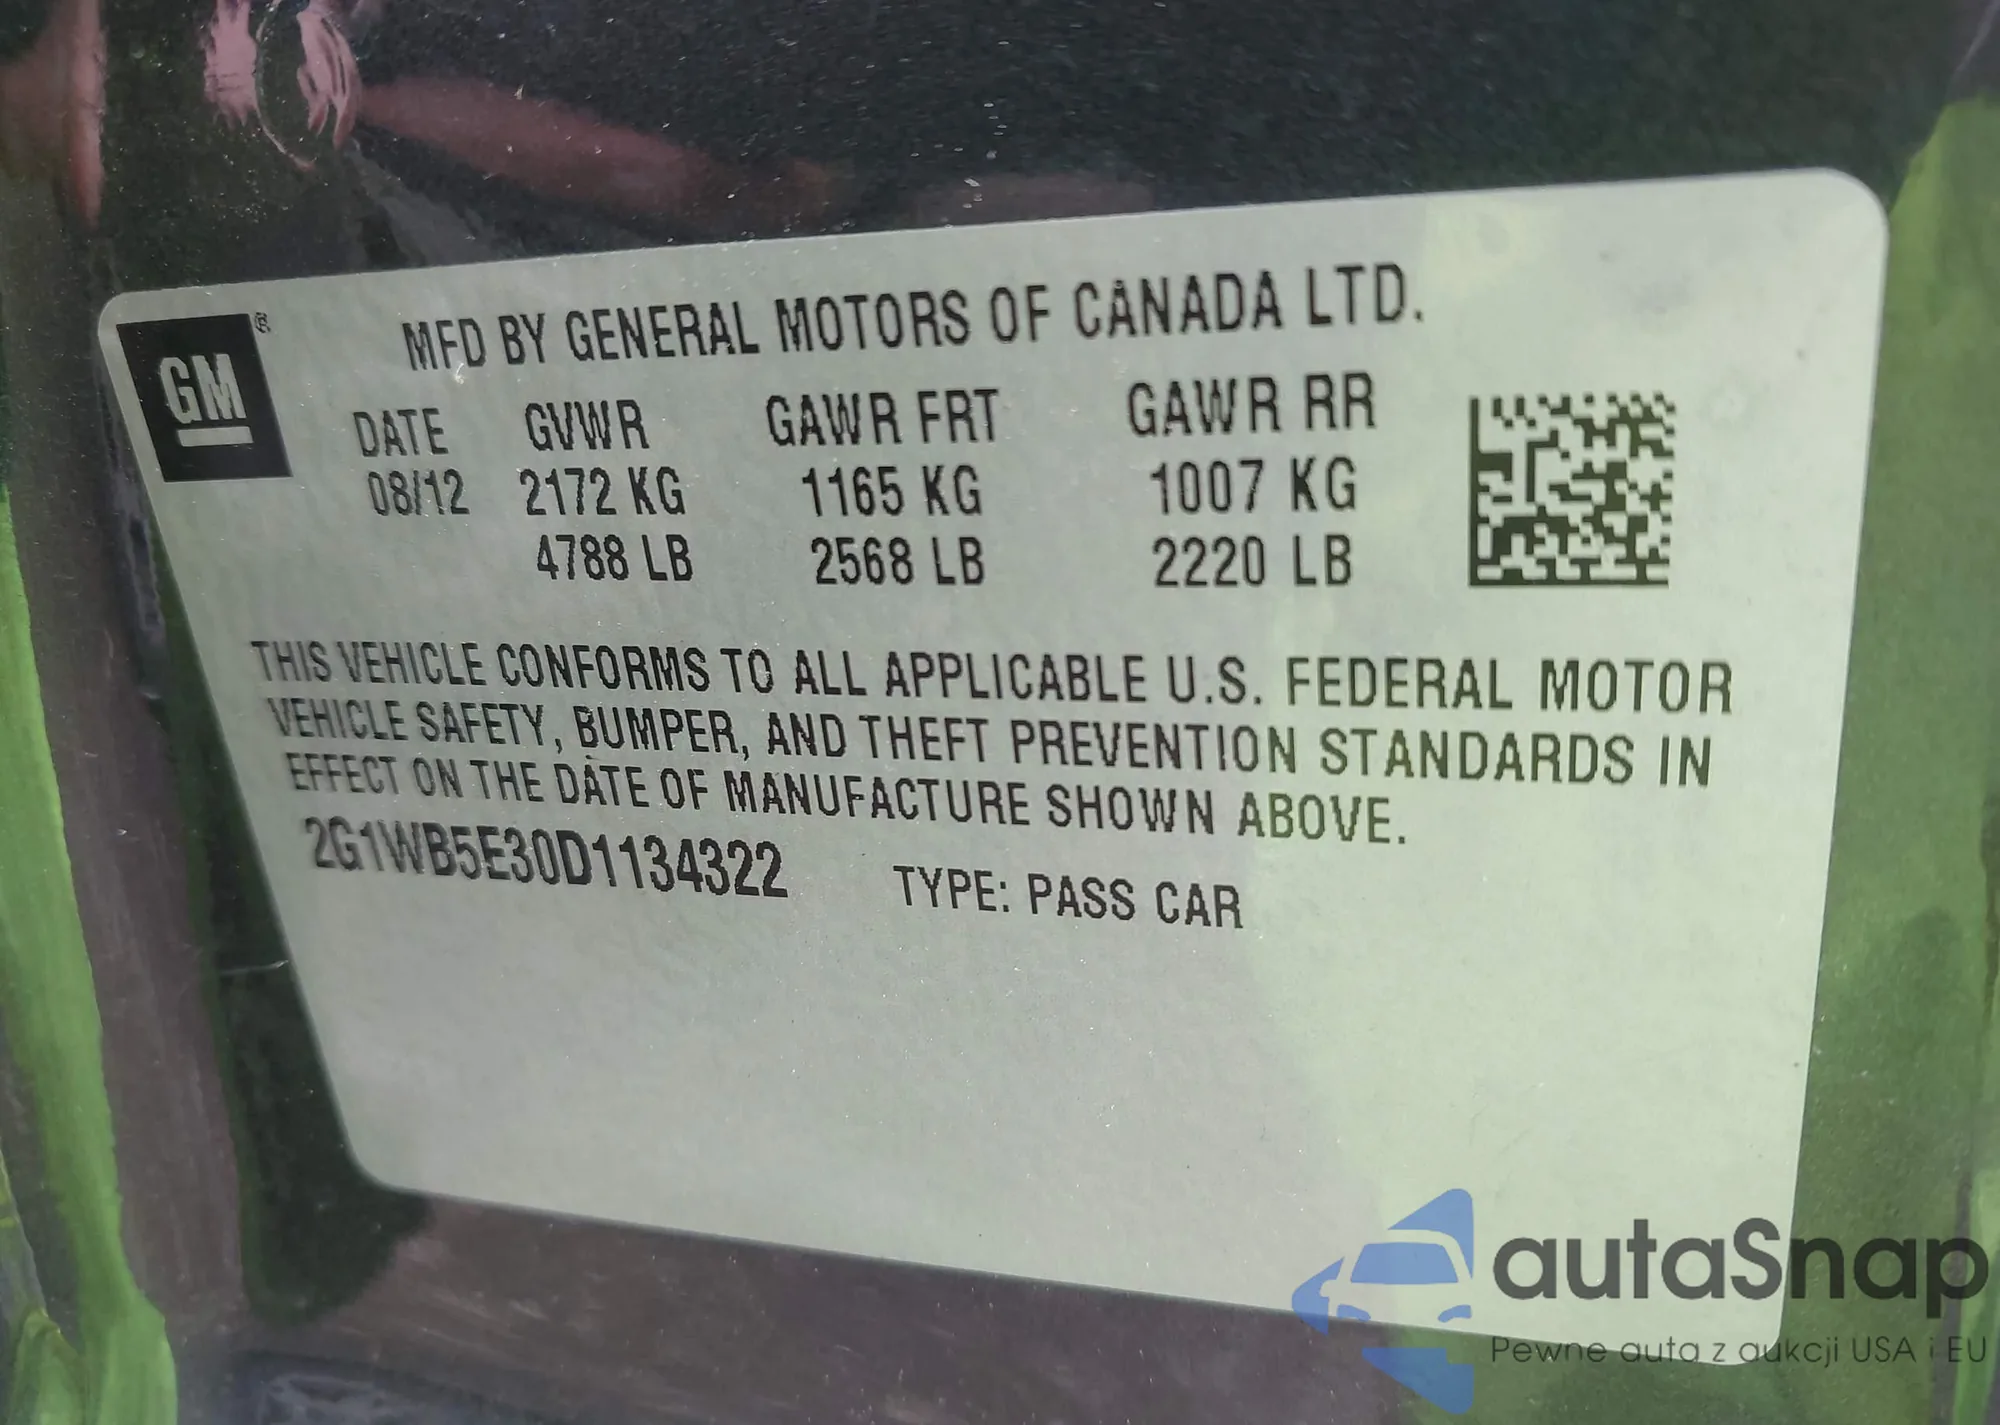 GM ®
MFD BY GENERAL MOTORS OF CANADA LTD.
DATE GVWR GAWR FRT GAWR RR
08/12 2172 KG 1165 KG 1007 KG
4788 LB 2568 LB 2220 LB
THIS VEHICLE CONFORMS TO ALL APPLICABLE U.S. FEDERAL MOTOR
VEHICLE SAFETY, BUMPER, AND THEFT PREVENTION STANDARDS IN
EFFECT ON THE DATE OF MANUFACTURE SHOWN ABOVE.
2G1WB5E30D1134322 TYPE: PASS CAR
autaSnap
Pewne auta z aukcji USA i EU